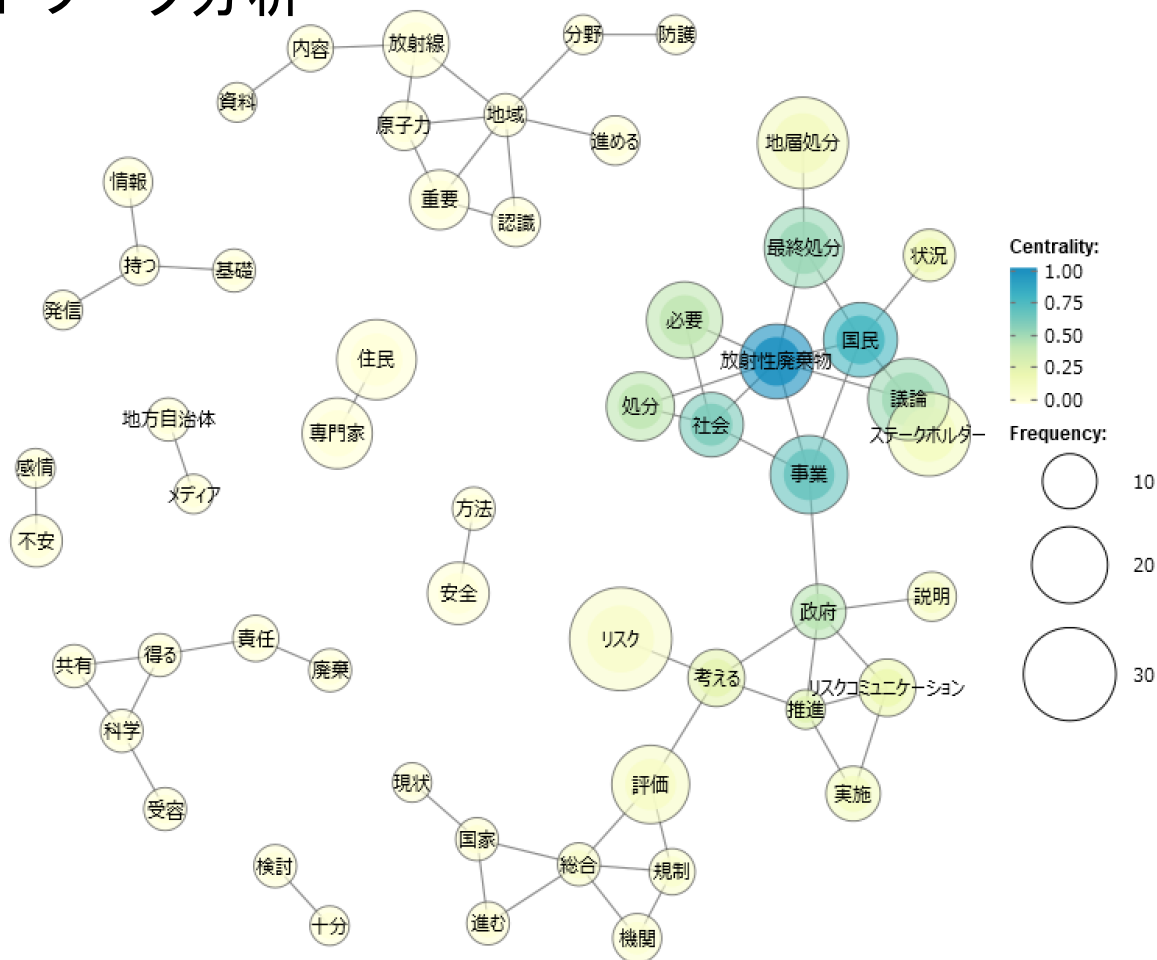 トワーク分析
内容
放射線
分野
防護
資料
原子力
地域
進める
地層処分
情報
重要
認識
最終処分
状況
持つ
基礎
発信
必要
国民
放射性廃棄物
住民
処分
社会
議論
ステークホルダー
地方自治体
専門家
事業
感情
メディア
不安
方法
安全
政府
説明
リスク
共有
得る
責任
廃棄
考える
リスクコミュニケーション
推進
科学
受容
現状
評価
実施
国家
総合
規制
検討
十分
進む
機関
Centrality:
1.00
0.75
0.50
0.25
0.00
Frequency:
10
20
30